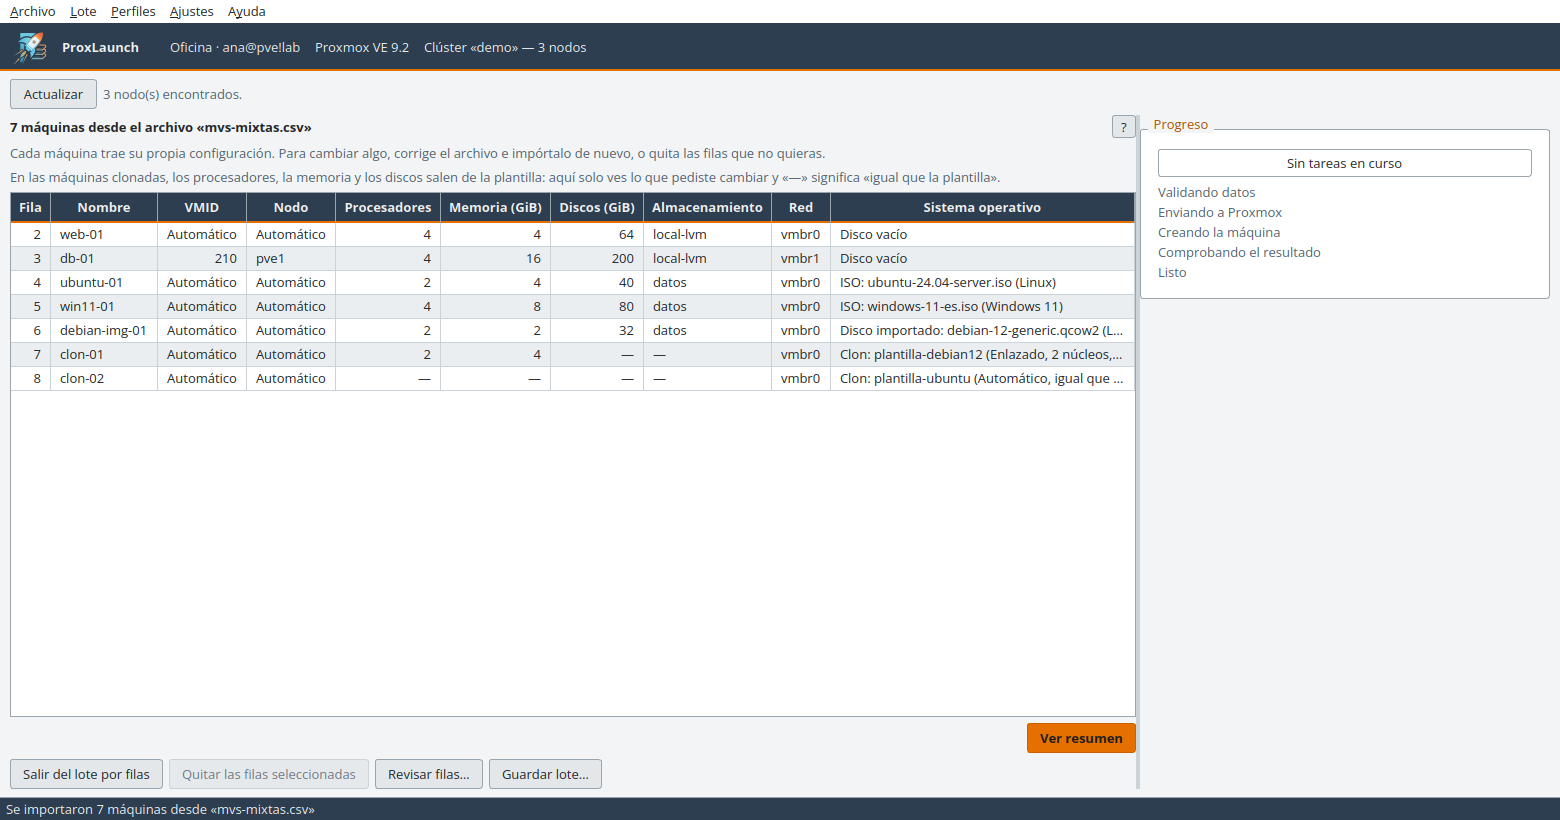 Archivo Lote Perfiles Ajustes Ayuda
ProxLaunch Oficina · ana@pve!lab Proxmox VE 9.2 Clúster «demo» — 3 nodos
Actualizar 3 nodo(s) encontrados.
7 máquinas desde el archivo «mvs-mixtas.csv» ?
Cada máquina trae su propia configuración. Para cambiar algo, corrige el archivo e impórtalo de nuevo, o quita las filas que no quieras.
En las máquinas clonadas, los procesadores, la memoria y los discos salen de la plantilla: aquí solo ves lo que pediste cambiar y «—» significa «igual que la plantilla».
Fila Nombre VMID Nodo Procesadores Memoria (GiB) Discos (GiB) Almacenamiento Red Sistema operativo
2 web-01 Automático Automático 4 4 64 local-lvm vmbr0 Disco vacío
3 db-01 210 pve1 4 16 200 local-lvm vmbr1 Disco vacío
4 ubuntu-01 Automático Automático 2 4 40 datos vmbr0 ISO: ubuntu-24.04-server.iso (Linux)
5 win11-01 Automático Automático 4 8 80 datos vmbr0 ISO: windows-11-es.iso (Windows 11)
6 debian-img-01 Automático Automático 2 2 32 datos vmbr0 Disco importado: debian-12-generic.qcow2 (L...
7 clon-01 Automático Automático 2 4 — — vmbr0 Clon: plantilla-debian12 (Enlazado, 2 núcleos,...
8 clon-02 Automático Automático — — — — vmbr0 Clon: plantilla-ubuntu (Automático, igual que ...
Ver resumen
Salir del lote por filas Quitar las filas seleccionadas Revisar filas... Guardar lote...
Progreso
Sin tareas en curso
Validando datos
Enviando a Proxmox
Creando la máquina
Comprobando el resultado
Listo
Se importaron 7 máquinas desde «mvs-mixtas.csv»